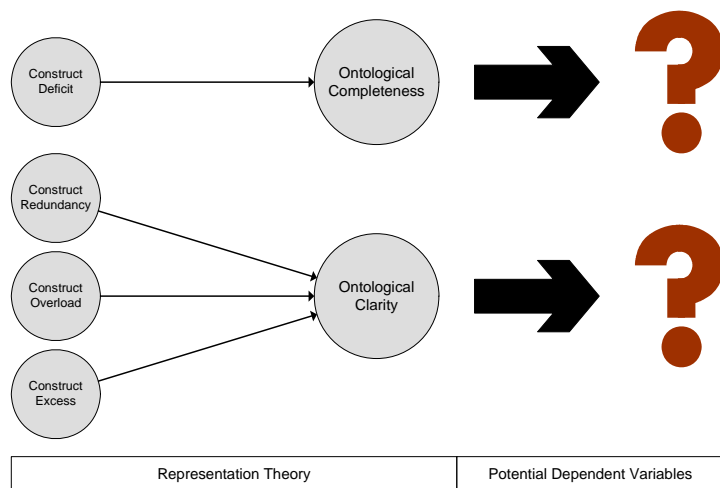 Construct
Deficit
Ontological
Completeness
?
Construct
Redundancy
Construct
Overload
Ontological
Clarity
?
Construct
Excess
Representation Theory
Potential Dependent Variables